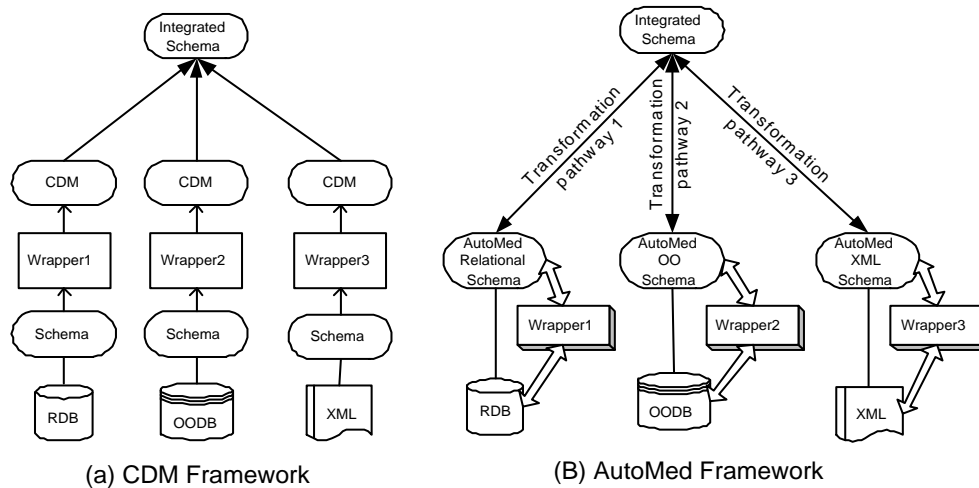 Integrated
Schema
CDM
CDM
CDM
Wrapper1
Wrapper2
Wrapper3
Schema
Schema
Schema
RDB
OODB
XML
(a) CDM Framework
Integrated
Schema
Transformation
pathway 1
Transformation
pathway 2
Transformation
pathway 3
AutoMed
Relational
Schema
AutoMed
OO
Schema
AutoMed
XML
Schema
Wrapper1
Wrapper2
Wrapper3
RDB
OODB
XML
(B) AutoMed Framework